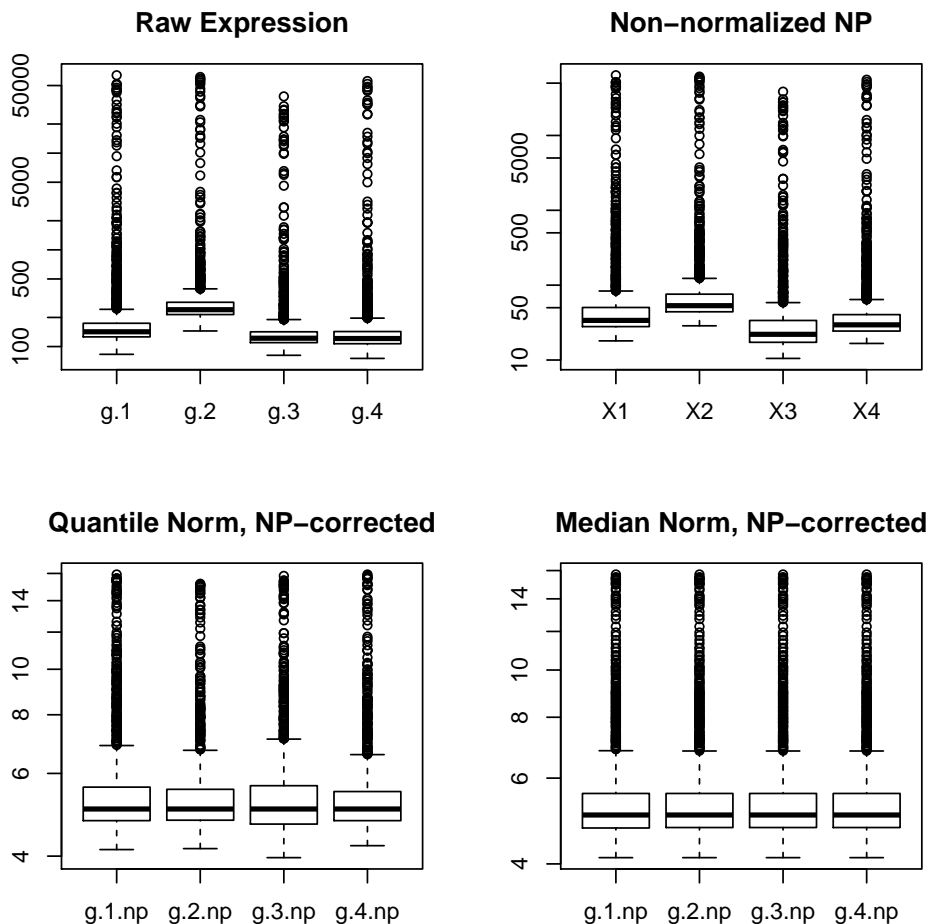 Raw Expression
50000
5000
500
100
g.1 g.2 g.3 g.4
Non−normalized NP
5000
500
50
10
X1 X2 X3 X4
Quantile Norm, NP−corrected
14
10
8
6
4
g.1.np g.2.np g.3.np g.4.np
Median Norm, NP−corrected
14
10
8
6
4
g.1.np g.2.np g.3.np g.4.np